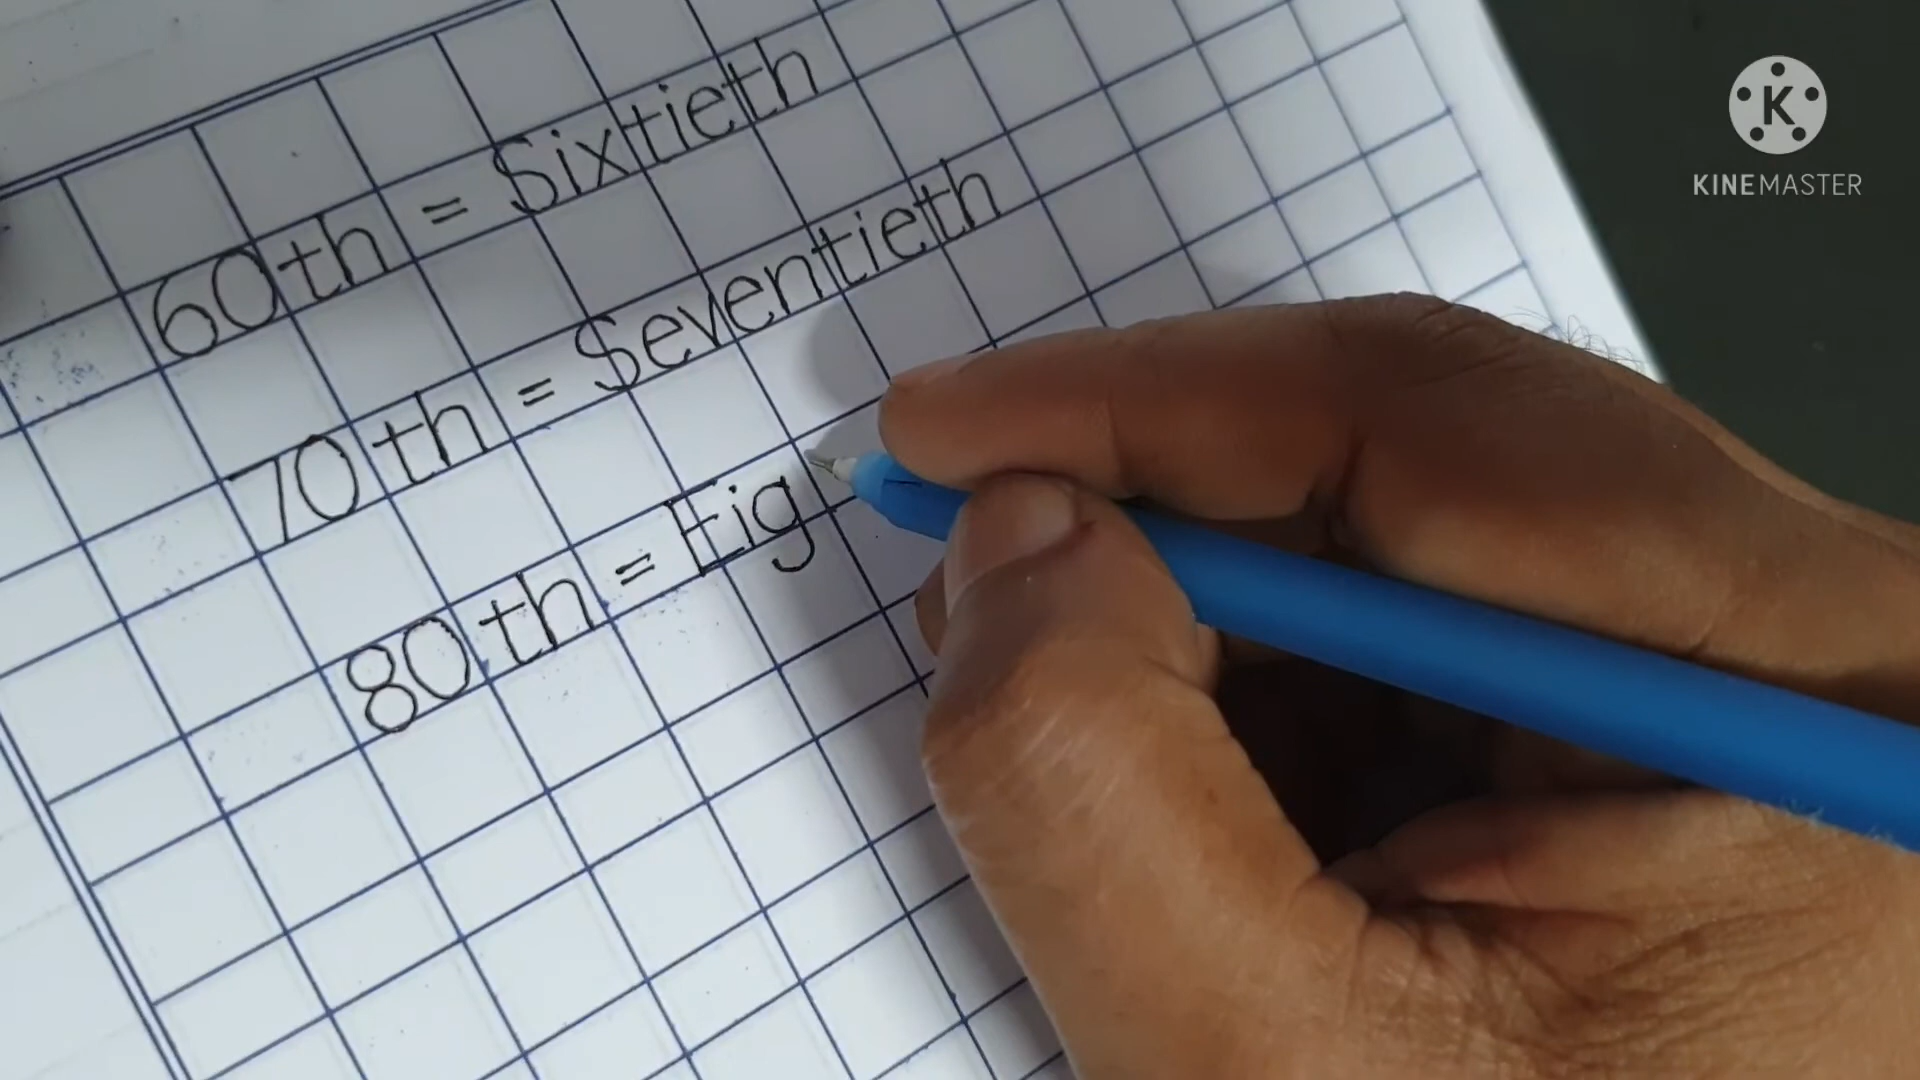 60th = Sixtieth
70th = Seventieth
80th = Eig
K
KINEMASTER